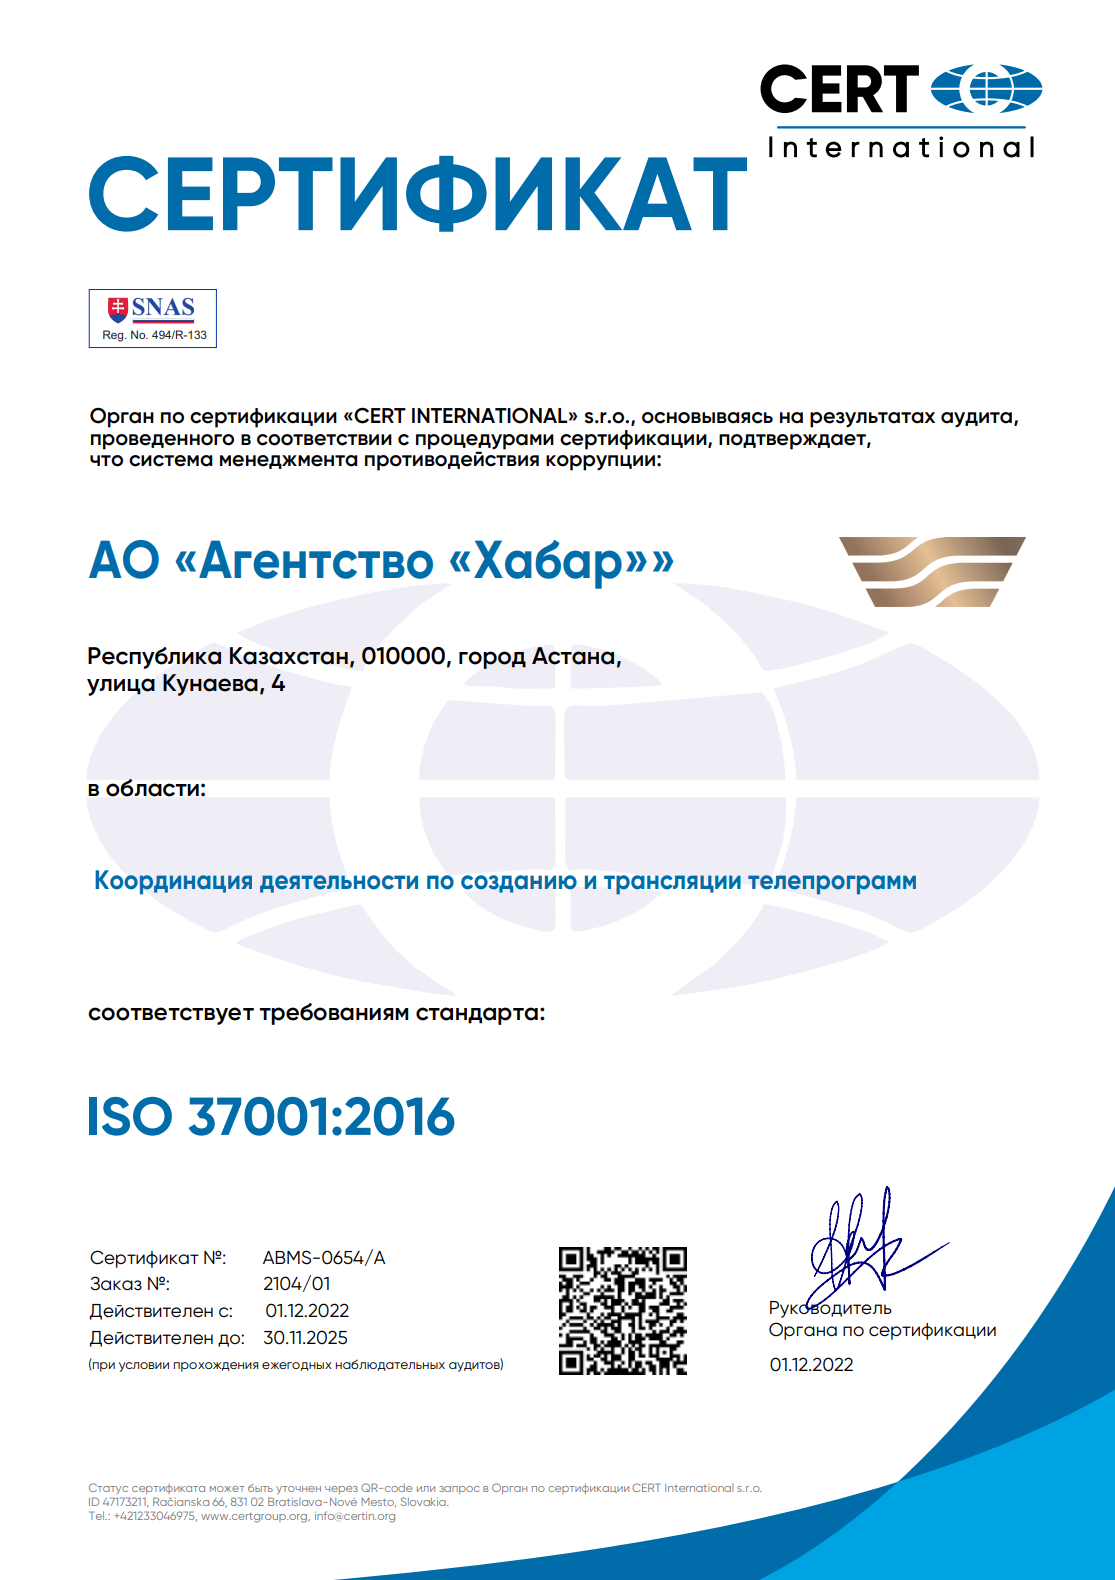 CERT
International
СЕРТИФИКАТ
SNAS
Reg. No. 494/R-133
Орган по сертификации «CERT INTERNATIONAL» s.r.o., основываясь на результатах аудита,
проведенного в соответствии с процедурами сертификации, подтверждает,
что система менеджмента противодействия коррупции:
АО «Агентство «Хабар»»
Республика Казахстан, 010000, город Астана,
улица Кунаева, 4
в области:
Координация деятельности по созданию и трансляции телепрограмм
соответствует требованиям стандарта:
ISO 37001:2016
Сертификат №: ABMS-0654/A
Заказ №: 2104/01
Действителен с: 01.12.2022
Действителен до: 30.11.2025
(при условии прохождения ежегодных наблюдательных аудитов)
Руководитель
Органа по сертификации
01.12.2022
Статус сертификата может быть уточнен через QR-code или запрос в Орган по сертификации CERT International s.r.o.
ID 47173211, Račianska 66, 831 02 Bratislava-Nové Mesto, Slovakia.
Tel.: +421233046975, www.certgroup.org, info@certin.org